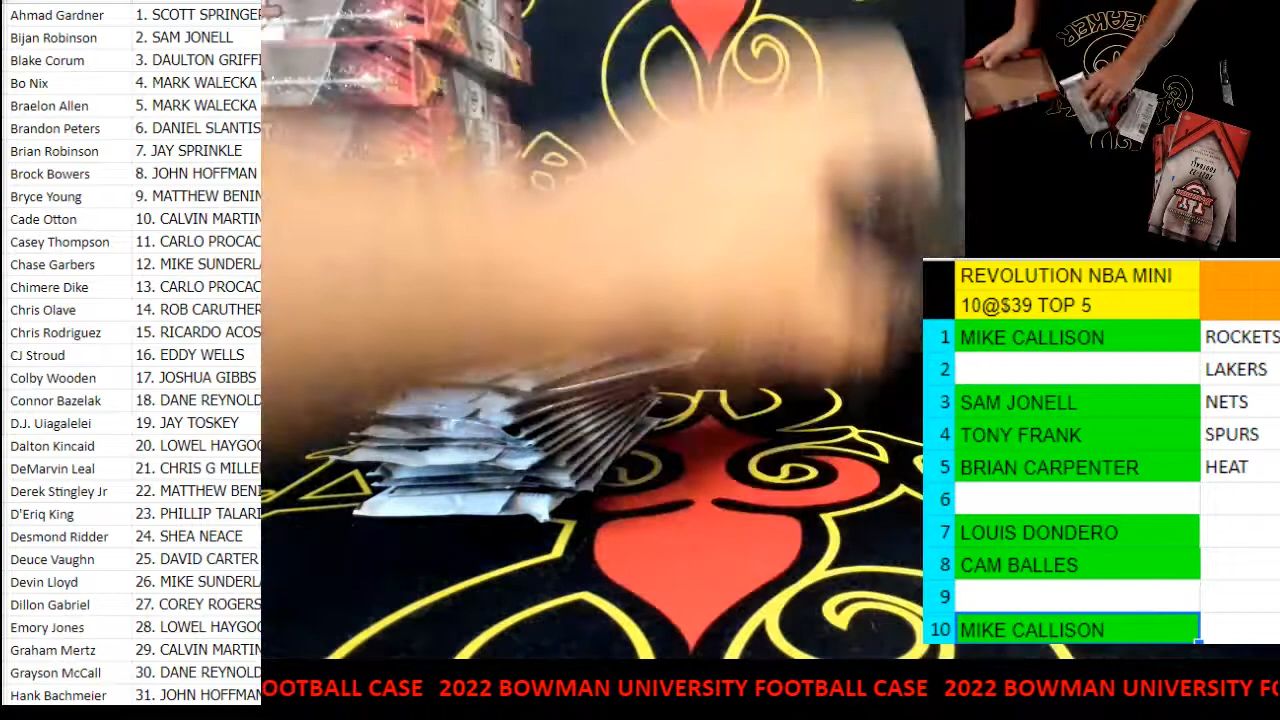 Ahmad Gardner 1. SCOTT SPRINGER
Bijan Robinson 2. SAM JONELL
Blake Corum 3. DAULTON GRIFFI
Bo Nix 4. MARK WALECKA
Braelon Allen 5. MARK WALECKA
Brandon Peters 6. DANIEL SLANTIS
Brian Robinson 7. JAY SPRINKLE
Brock Bowers 8. JOHN HOFFMAN
Bryce Young 9. MATTHEW BENIN
Cade Otton 10. CALVIN MARTIN
Casey Thompson 11. CARLO PROCAC
Chase Garbers 12. MIKE SUNDERLA
Chimere Dike 13. CARLO PROCAC
Chris Olave 14. ROB CARUTHER
Chris Rodriguez 15. RICARDO ACOS
CJ Stroud 16. EDDY WELLS
Colby Wooden 17. JOSHUA GIBBS
Connor Bazelak 18. DANE REYNOLD
D.J. Uiagalelei 19. JAY TOSKEY
Dalton Kincaid 20. LOWEL HAYGOO
DeMarvin Leal 21. CHRIS G MILLE
Derek Stingley Jr 22. MATTHEW BENI
D'Eriq King 23. PHILLIP TALARI
Desmond Ridder 24. SHEA NEACE
Deuce Vaughn 25. DAVID CARTER
Devin Lloyd 26. MIKE SUNDERLA
Dillon Gabriel 27. COREY ROGERS
Emory Jones 28. LOWEL HAYGOO
Graham Mertz 29. CALVIN MARTIN
Grayson McCall 30. DANE REYNOLD
Hank Bachmeier 31. JOHN HOFFMAN
REVOLUTION NBA MINI
10@$39 TOP 5
1 MIKE CALLISON ROCKETS
2 LAKERS
3 SAM JONELL NETS
4 TONY FRANK SPURS
5 BRIAN CARPENTER HEAT
6
7 LOUIS DONDERO
8 CAM BALLES
9
10 MIKE CALLISON
OOTBALL CASE 2022 BOWMAN UNIVERSITY FOOTBALL CASE 2022 BOWMAN UNIVERSITY FO